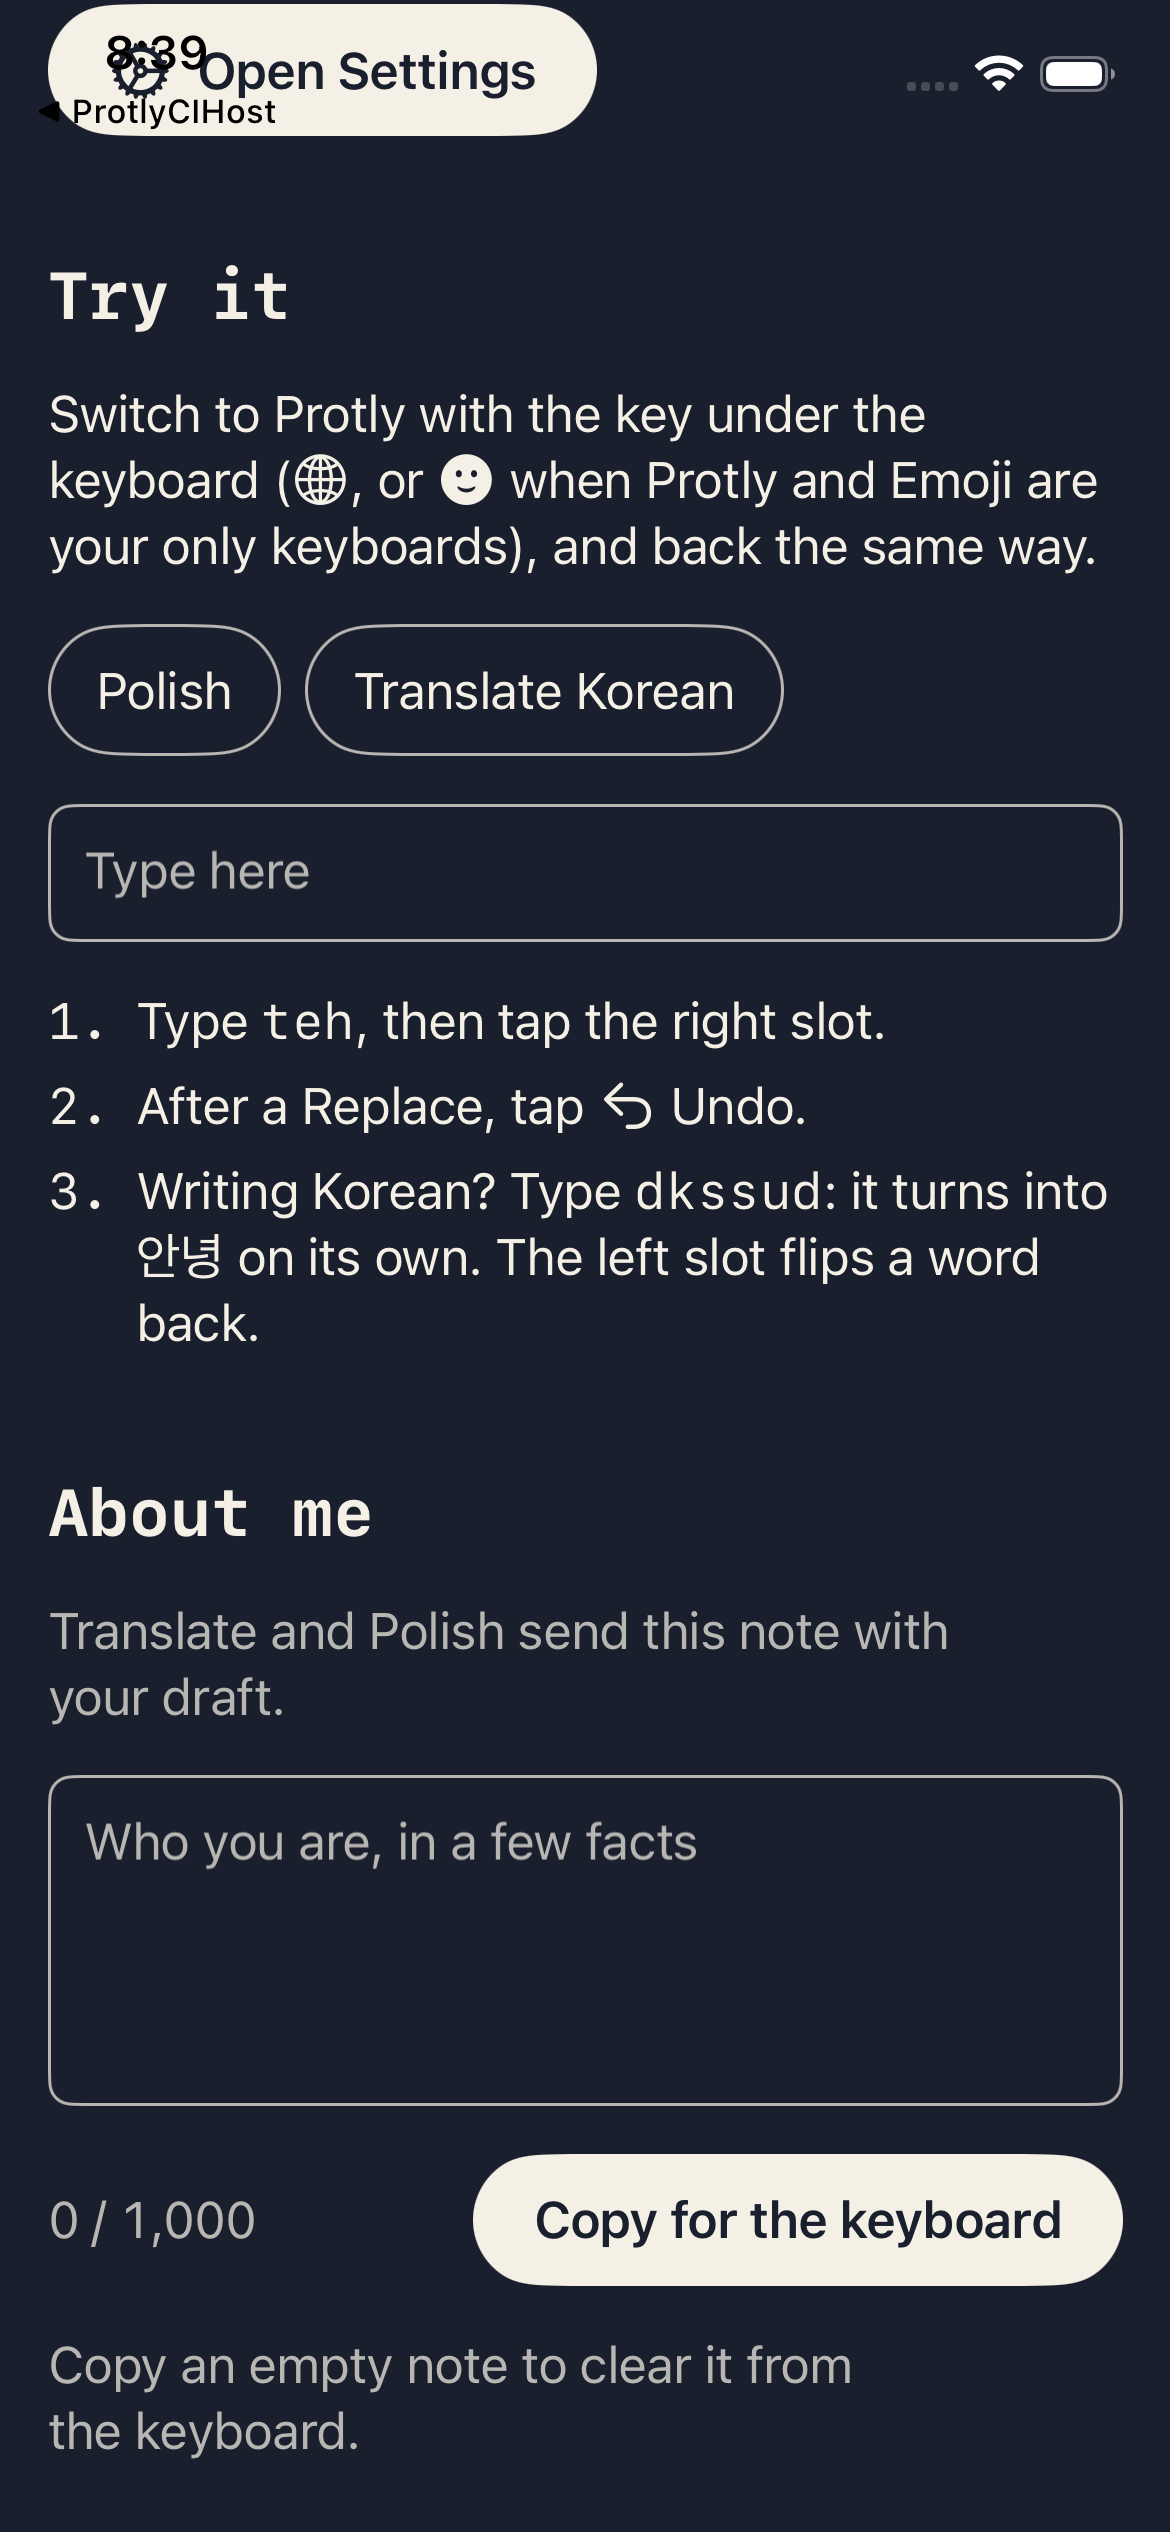 8:39
Open Settings
◀ ProtlyCIHost
Try it
Switch to Protly with the key under the
keyboard (🌐, or 🙂 when Protly and Emoji are
your only keyboards), and back the same way.
Polish
Translate Korean
Type here
1. Type teh, then tap the right slot.
2. After a Replace, tap ↩ Undo.
3. Writing Korean? Type dkssud: it turns into
안녕 on its own. The left slot flips a word
back.
About me
Translate and Polish send this note with
your draft.
Who you are, in a few facts
0 / 1,000
Copy for the keyboard
Copy an empty note to clear it from
the keyboard.